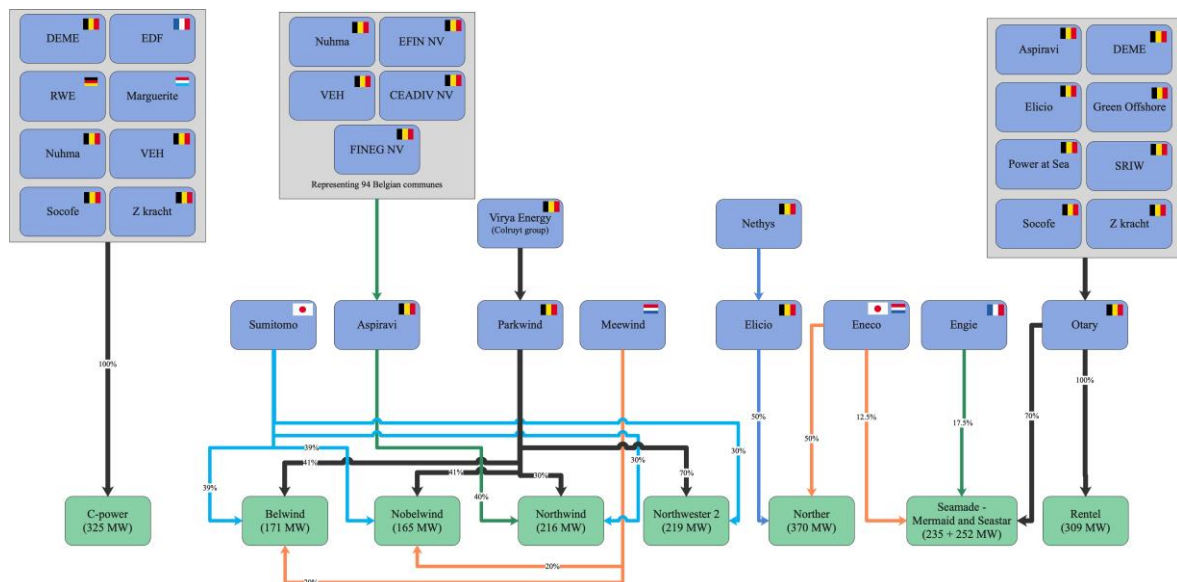 DEME
EDF
RWE
Marguerite
Nuhma
VEH
Socofe
Z kracht
Nuhma
EFIN NV
VEH
CEADIV NV
FINEG NV
Representing 94 Belgian communes
Aspiravi
DEME
Elicio
Green Offshore
Power at Sea
SRIW
Socofe
Z kracht
Virya Energy
(Colruyt group)
Nethys
Sumitomo
Aspiravi
Parkwind
Meewind
Elicio
Eneco
Engie
Otary
100%
100%
50%
12.5%
17.5%
70%
50%
39%
41%
39%
41%
40%
30%
30%
70%
30%
20%
20%
C-power
(325 MW)
Belwind
(171 MW)
Nobelwind
(165 MW)
Northwind
(216 MW)
Northwester 2
(219 MW)
Norther
(370 MW)
Seamade -
Mermaid and Seastar
(235 + 252 MW)
Rentel
(309 MW)